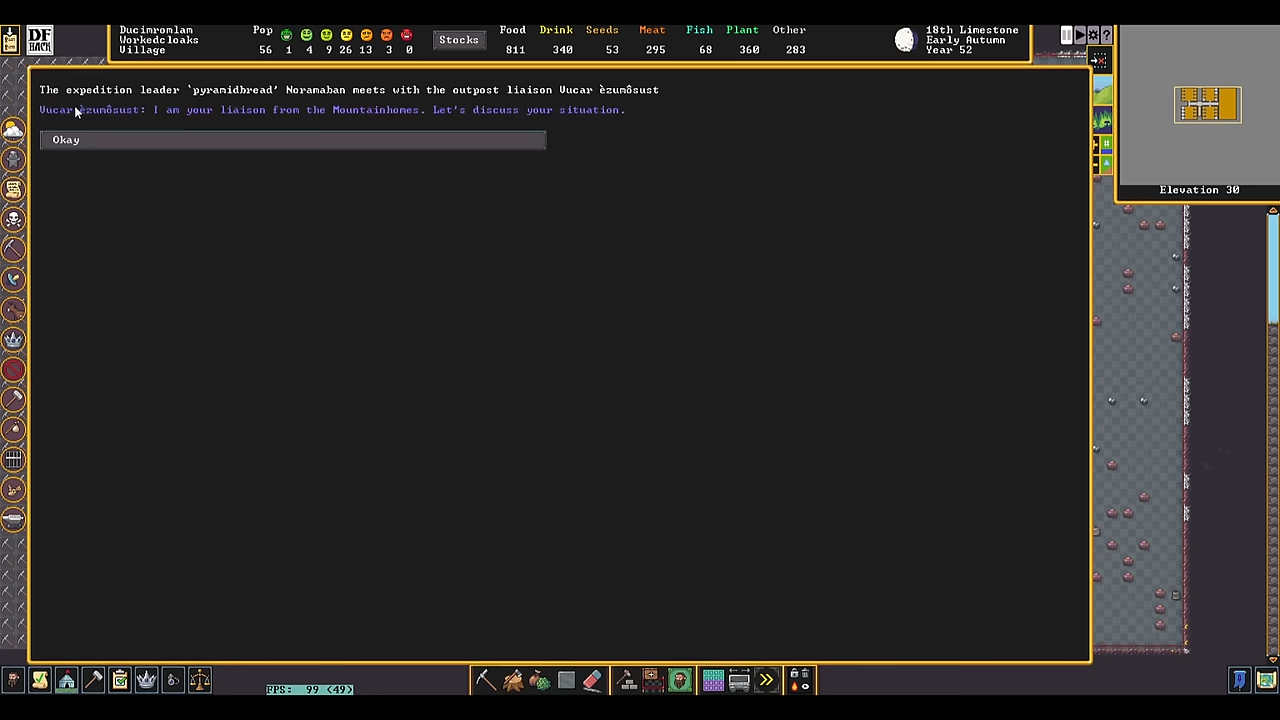 DF
HACK
Ducimromlam
Workedcloaks
Village
Pop
56 1 4 9 26 13 3 0
Stocks
Food Drink Seeds Meat Fish Plant Other
811 340 53 295 68 360 283
18th Limestone
Early Autumn
Year 52
?
The expedition leader `pyramidbread' Noramaban meets with the outpost liaison Vucar èzumôsust
Vucar èzumôsust: I am your liaison from the Mountainhomes. Let's discuss your situation.
Okay
Elevation 30
FPS: 99 (49)